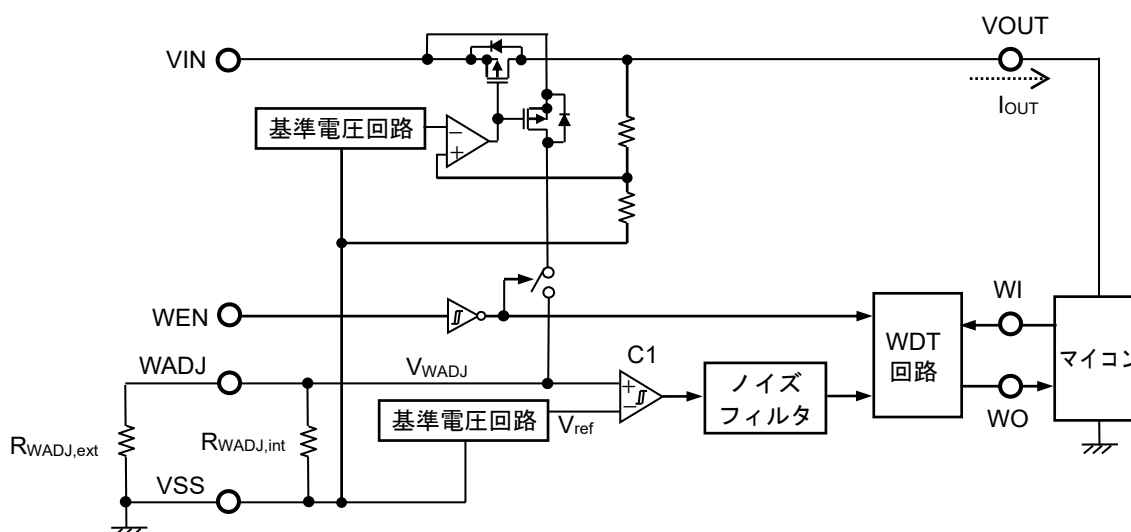 VOUT
VIN
IOUT
基準電圧回路
WEN
WI
WDT
回路
マイコン
WO
WADJ
VWADJ
C1
ノイズ
フィルタ
基準電圧回路
Vref
RWADJ,ext
RWADJ,int
VSS